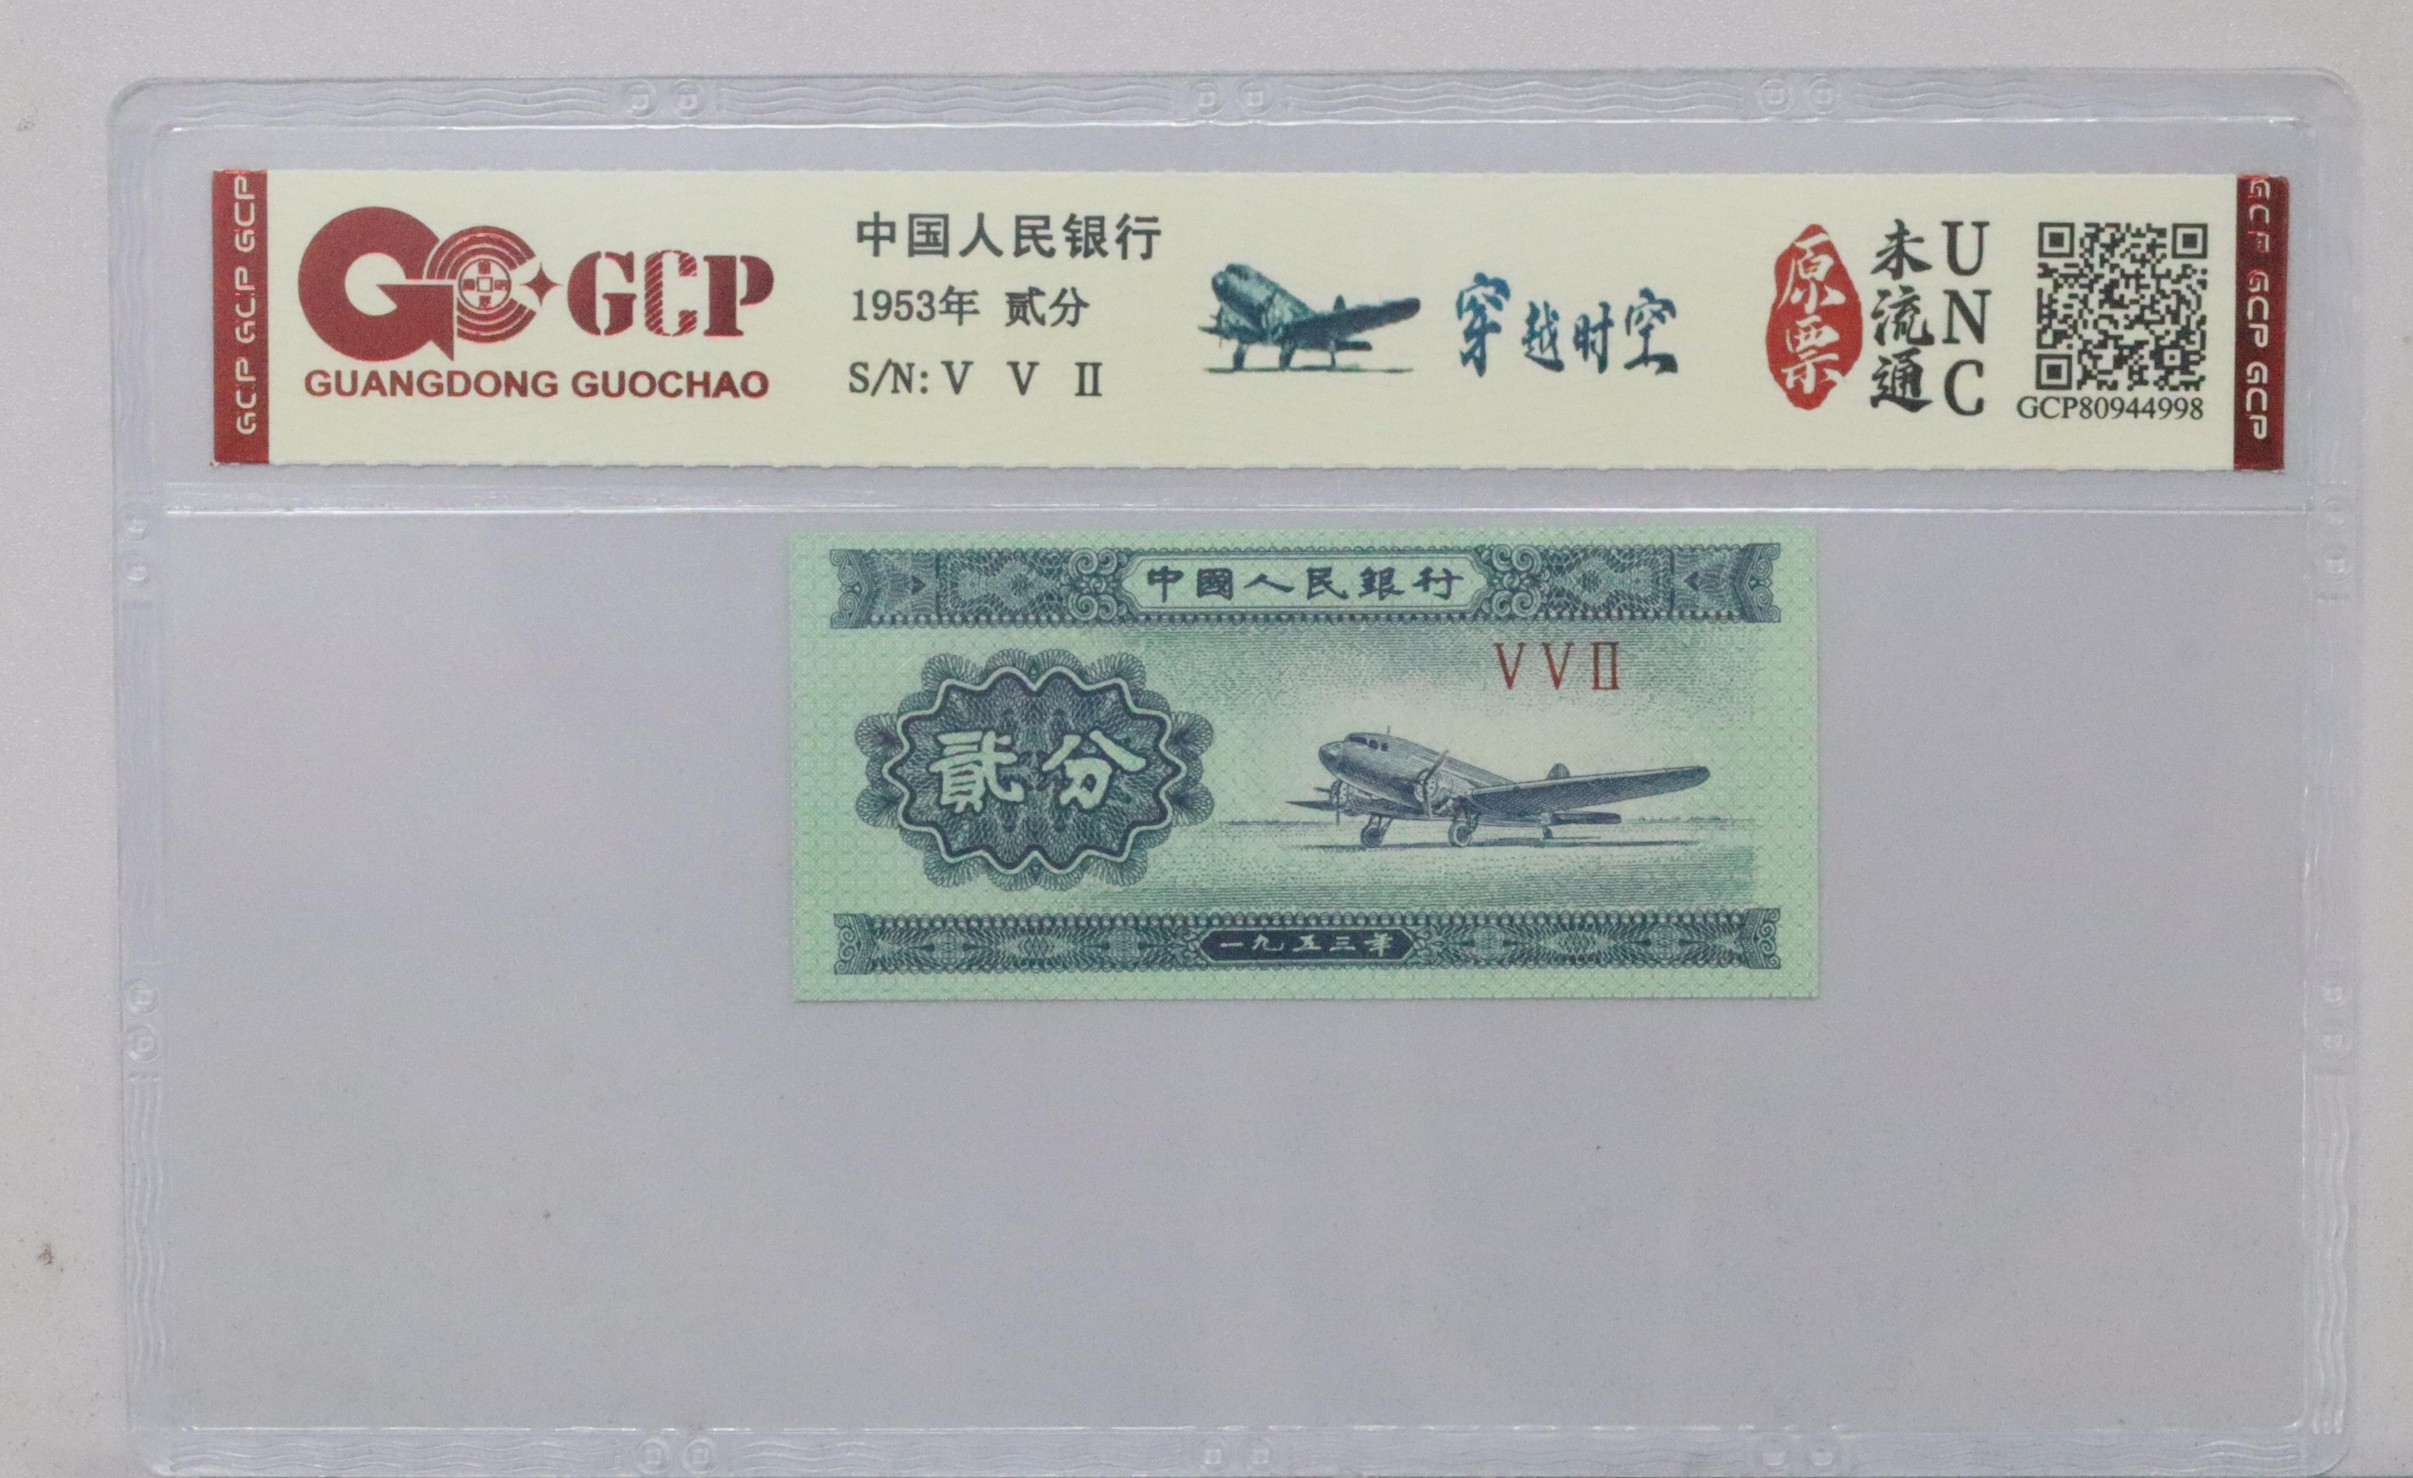 GCP GCP GCP
GCP
GUANGDONG GUOCHAO
中国人民银行
1953年 贰分
S/N: V V II
穿越时空
原票
未流通
UNC
GCP80944998
GCP GCP GCP
中國人民銀行
V V II
貳分
一九五三年